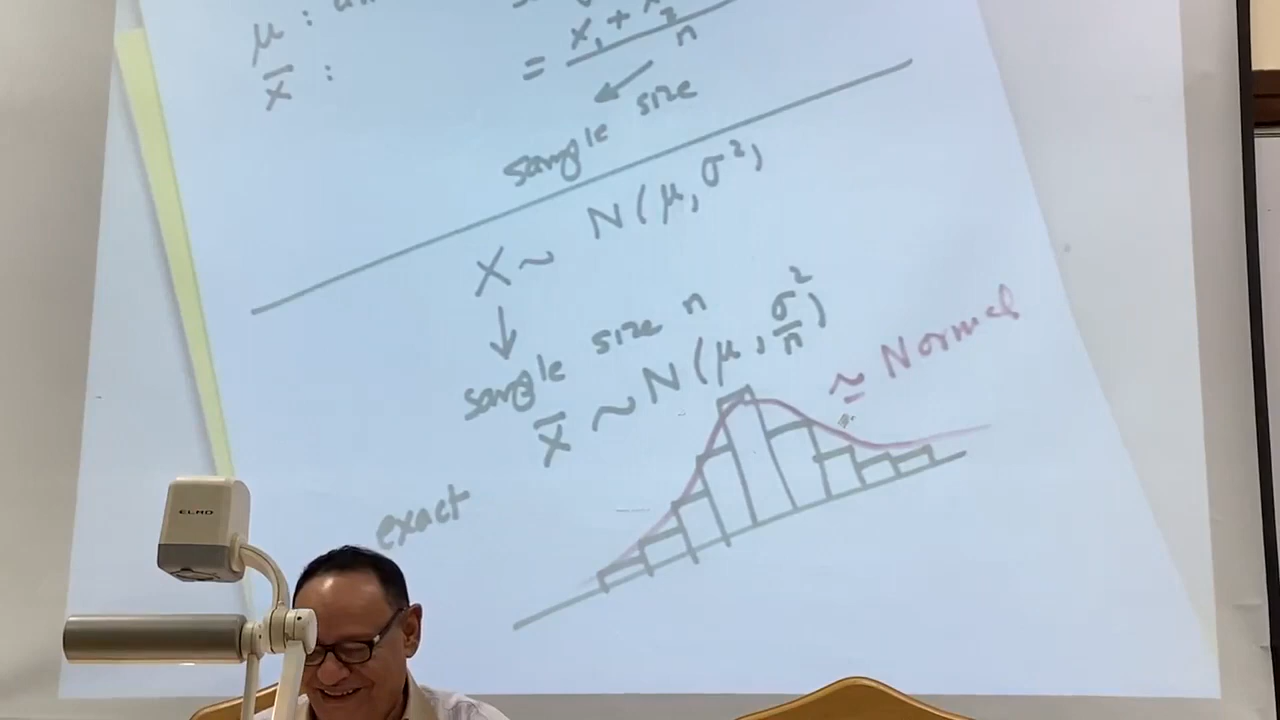 μ :
x̄ :
= x₁ + x₂
n
sample size
X ~ N(μ, σ²)
↓
sample size n
x̄ ~ N(μ, σ²/n)
≈ Normal
exact
ELMO